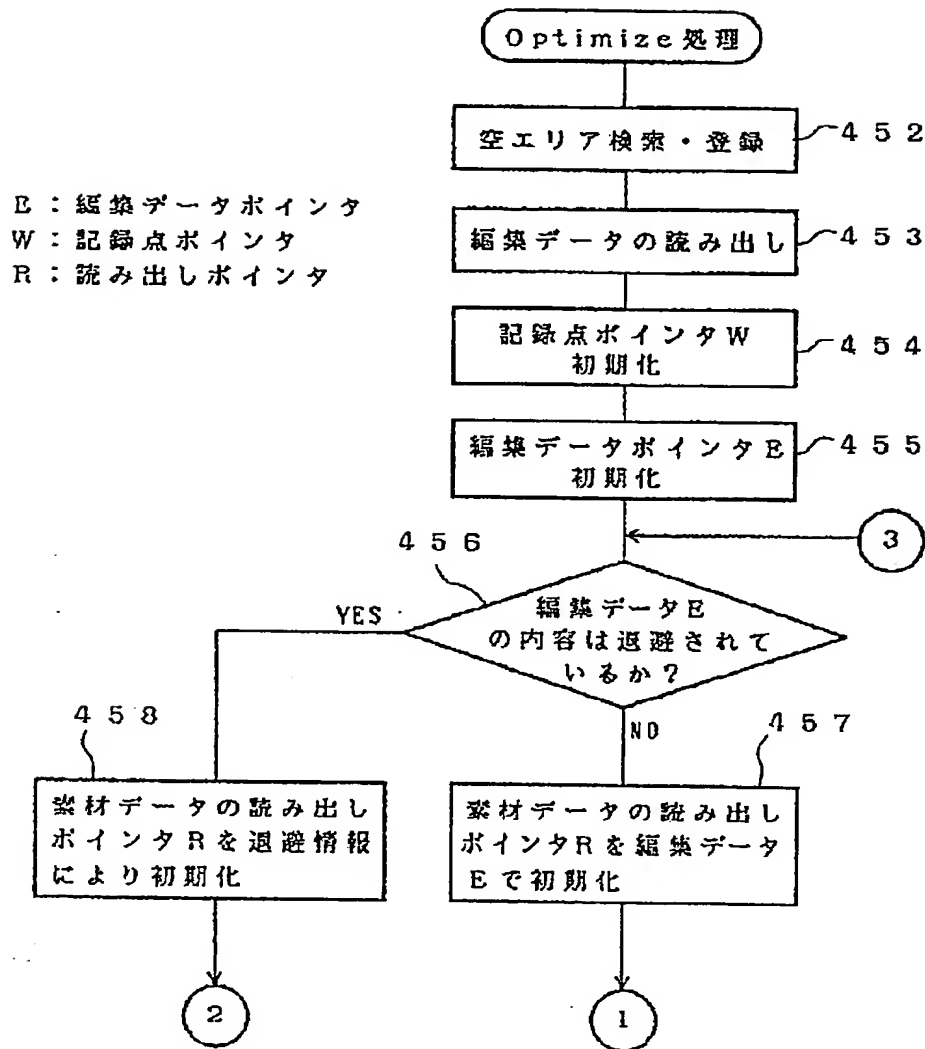 Optimize処理
空エリア検索・登録
452
E:編集データポインタ
W:記録点ポインタ
R:読み出しポインタ
編集データの読み出し
453
記録点ポインタW
初期化
454
編集データポインタE
初期化
455
3
456
編集データE
の内容は退避されて
いるか?
YES
NO
458
素材データの読み出し
ポインタRを退避情報
により初期化
457
素材データの読み出し
ポインタRを編集データ
Eで初期化
2
1